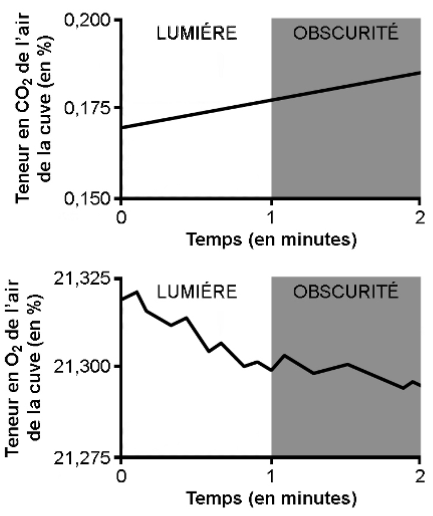 Teneur en CO2 de l'air
de la cuve (en %)
0,200
0,175
0,150
LUMIÉRE
OBSCURITÉ
0
1
2
Temps (en minutes)
Teneur en O2 de l'air
de la cuve (en %)
21,325
21,300
21,275
LUMIÉRE
OBSCURITÉ
0
1
2
Temps (en minutes)